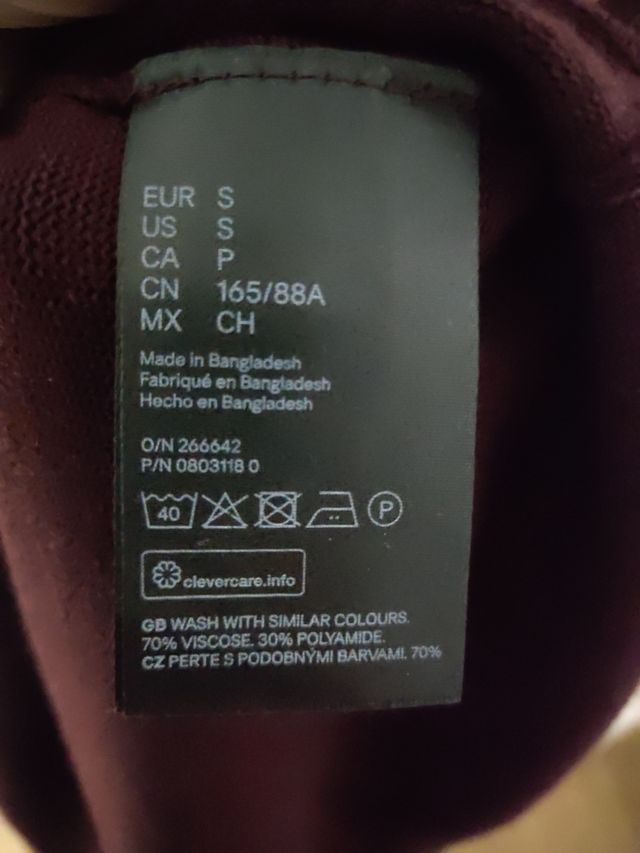 EUR S
US S
CA P
CN 165/88A
MX CH
Made in Bangladesh
Fabriqué en Bangladesh
Hecho en Bangladesh
O/N 266642
P/N 0803118 0
40 P
clevercare.info
GB WASH WITH SIMILAR COLOURS.
70% VISCOSE. 30% POLYAMIDE.
CZ PERTE S PODOBNÝMI BARVAMI. 70%